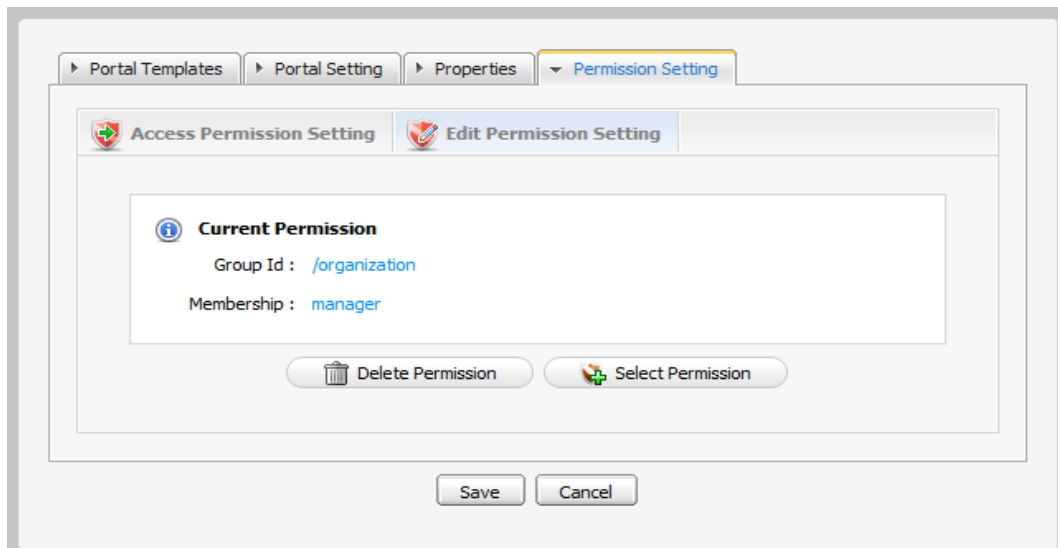 Portal Templates Portal Setting Properties Permission Setting
Access Permission Setting Edit Permission Setting
Current Permission
Group Id : /organization
Membership : manager
Delete Permission Select Permission
Save Cancel